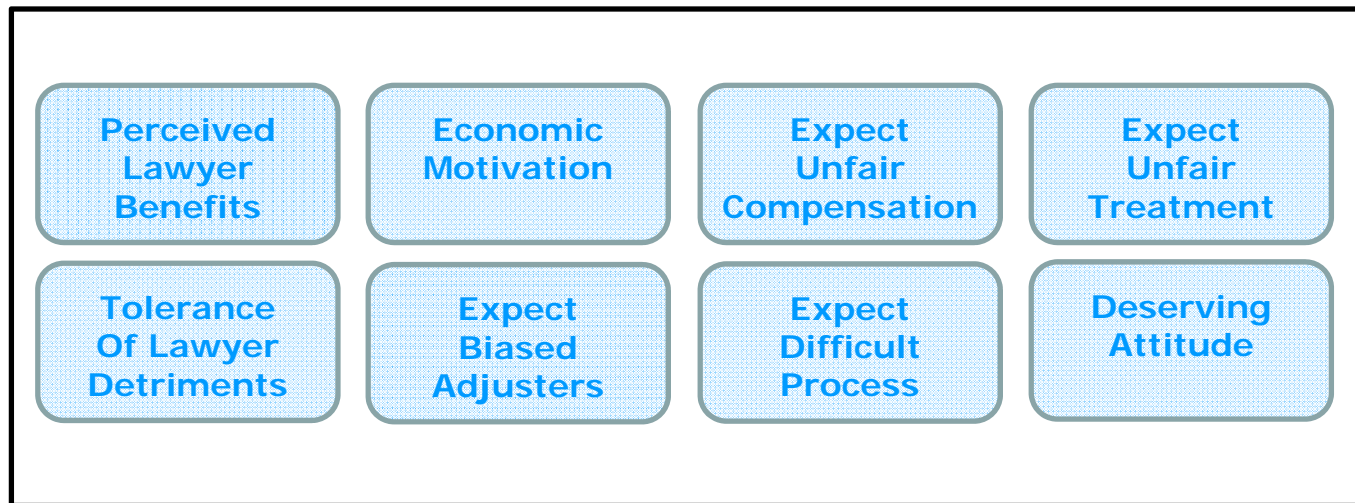 Perceived
Lawyer
Benefits
Economic
Motivation
Expect
Unfair
Compensation
Expect
Unfair
Treatment
Tolerance
Of Lawyer
Detriments
Expect
Biased
Adjusters
Expect
Difficult
Process
Deserving
Attitude